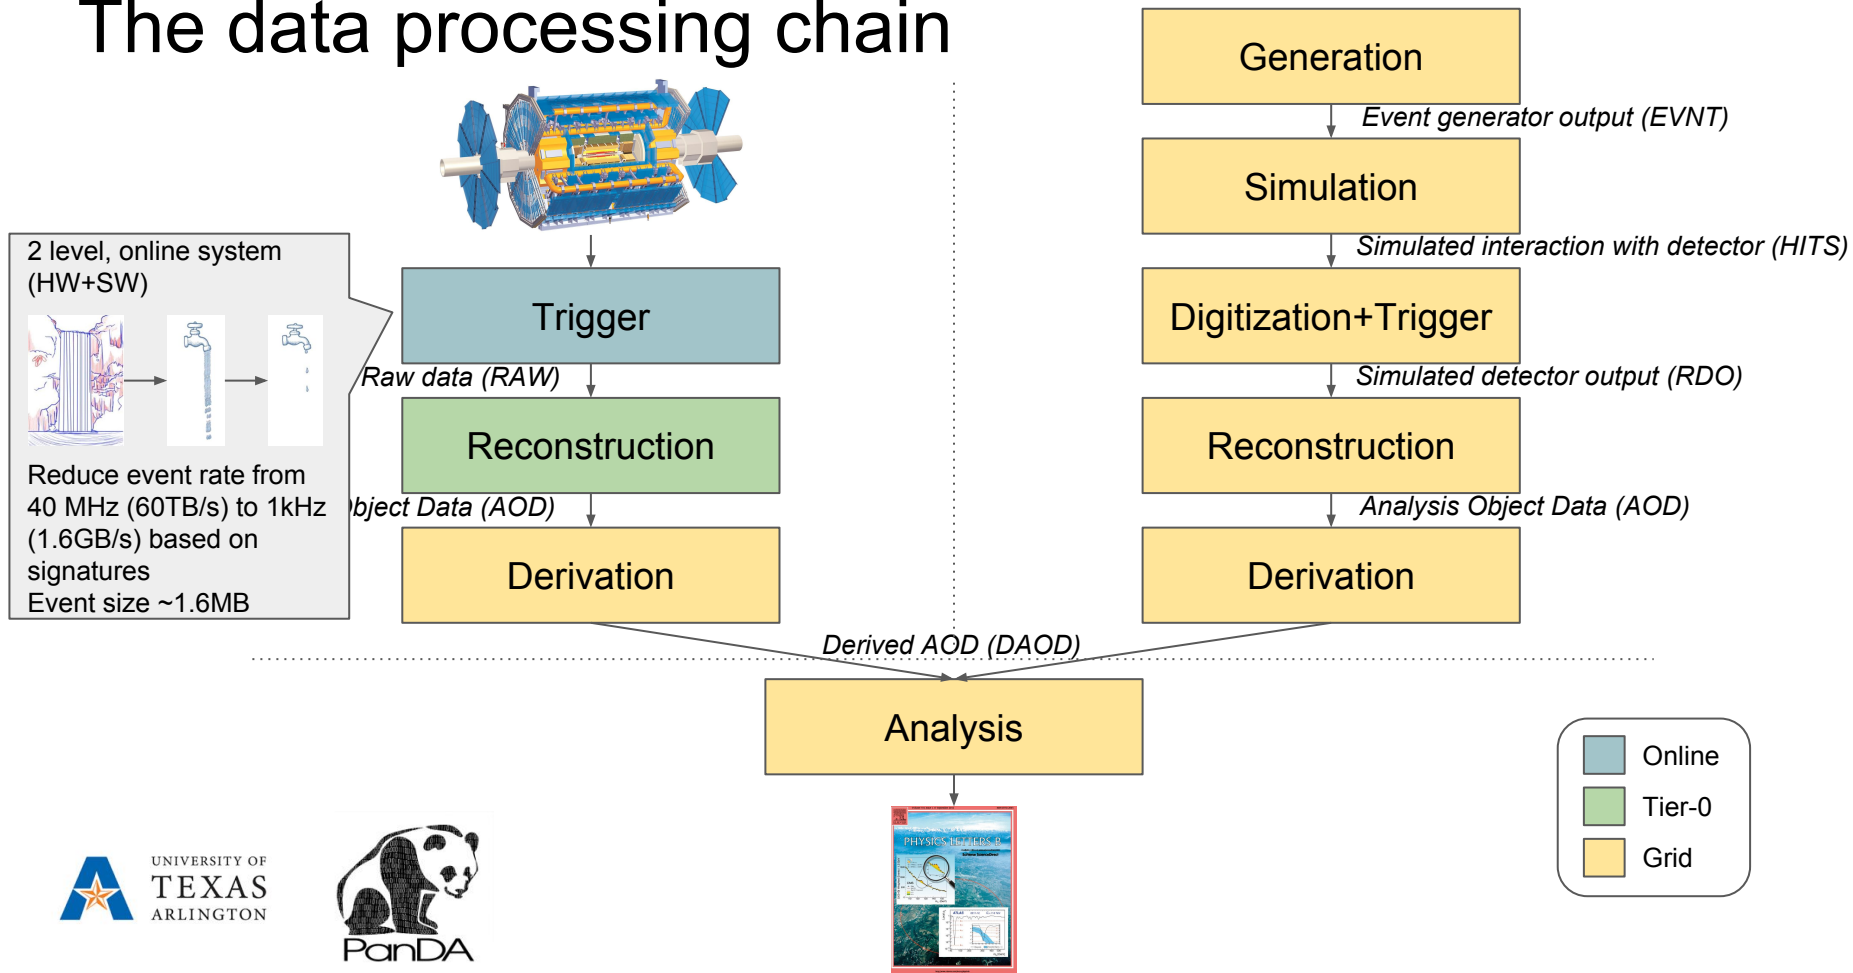 The data processing chain
Generation
Event generator output (EVNT)
Simulation
Simulated interaction with detector (HITS)
2 level, online system
(HW+SW)
Trigger
Digitization+Trigger
Raw data (RAW)
Simulated detector output (RDO)
Reconstruction
Reconstruction
Reduce event rate from
40 MHz (60TB/s) to 1kHz
(1.6GB/s) based on
signatures
Event size ~1.6MB
Object Data (AOD)
Analysis Object Data (AOD)
Derivation
Derivation
Derived AOD (DAOD)
Analysis
Online
Tier-0
Grid
UNIVERSITY OF
TEXAS
ARLINGTON
PanDA
PHYSICS LETTERS B